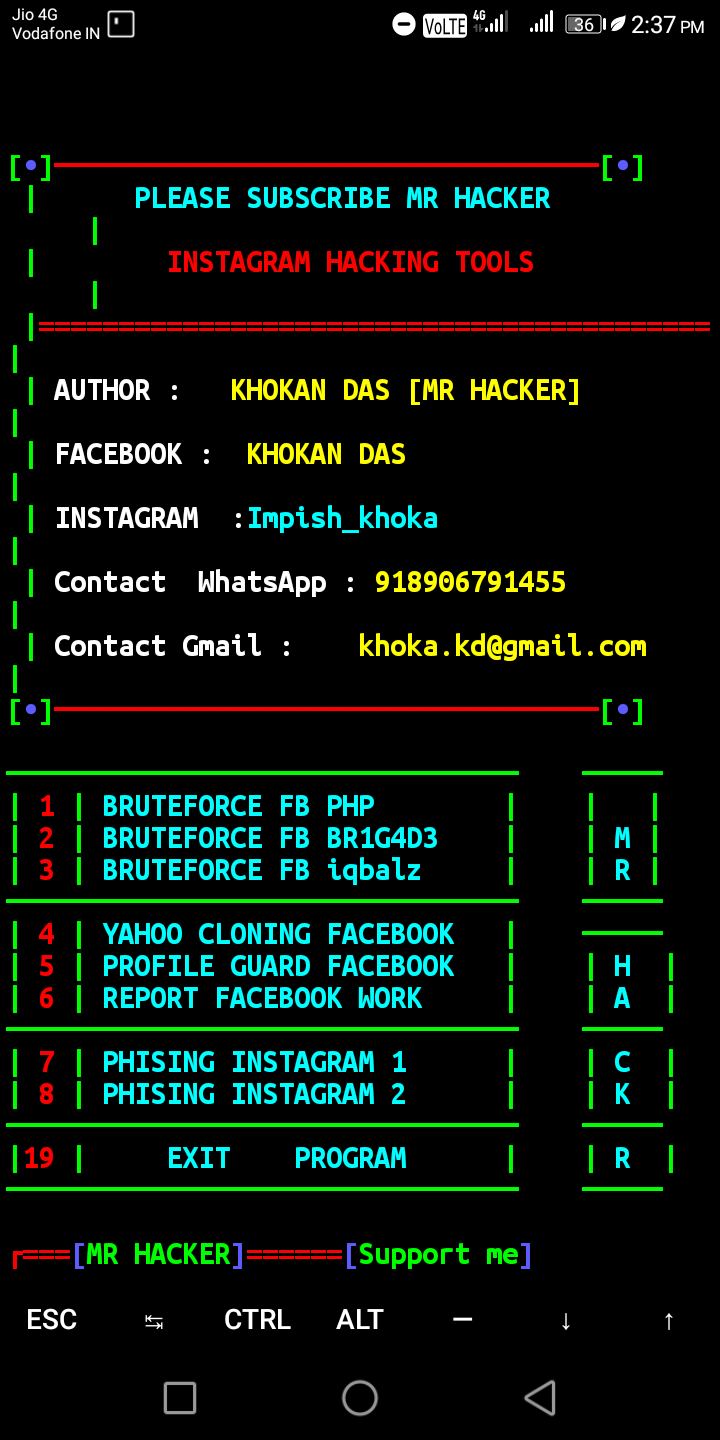 Jio 4G
Vodafone IN
VoLTE 4G 36 2:37 PM
[•]                                  [•]
PLEASE SUBSCRIBE MR HACKER
INSTAGRAM HACKING TOOLS
|==========================================
| AUTHOR :   KHOKAN DAS [MR HACKER]
| FACEBOOK :  KHOKAN DAS
| INSTAGRAM  :Impish_khoka
| Contact  WhatsApp : 918906791455
| Contact Gmail :    khoka.kd@gmail.com
[•]                                  [•]
| 1 | BRUTEFORCE FB PHP        |    |   |
| 2 | BRUTEFORCE FB BR1G4D3    |    | M |
| 3 | BRUTEFORCE FB iqbalz     |    | R |
| 4 | YAHOO CLONING FACEBOOK   |
| 5 | PROFILE GUARD FACEBOOK   |    | H  |
| 6 | REPORT FACEBOOK WORK     |    | A  |
| 7 | PHISING INSTAGRAM 1      |    | C  |
| 8 | PHISING INSTAGRAM 2      |    | K  |
|19 |     EXIT    PROGRAM      |    | R  |
┌===[MR HACKER]======[Support me]
ESC ↹ CTRL ALT — ↓ ↑